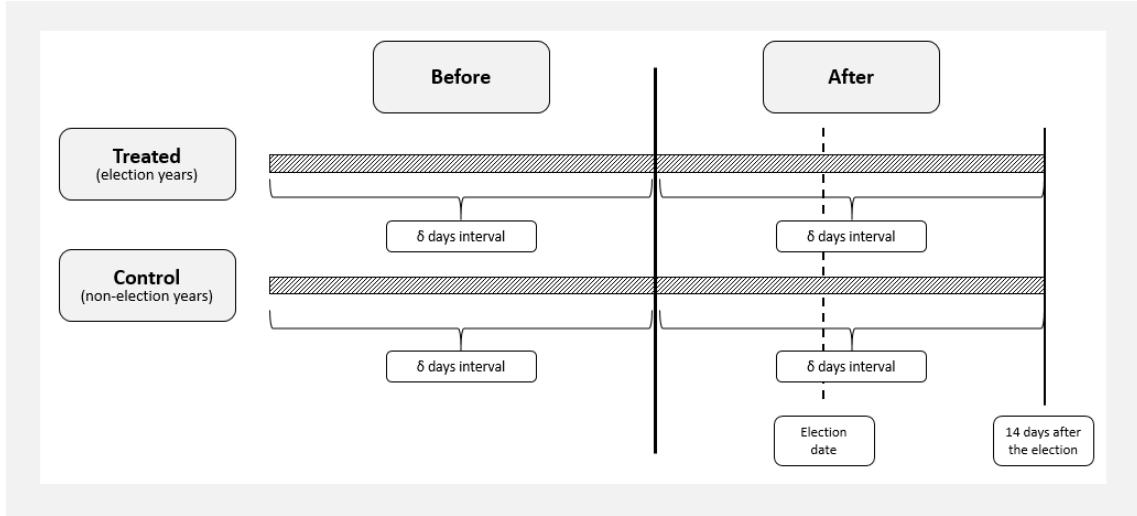 Before
After
Treated
(election years)
δ days interval
δ days interval
Control
(non-election years)
δ days interval
δ days interval
Election
date
14 days after
the election